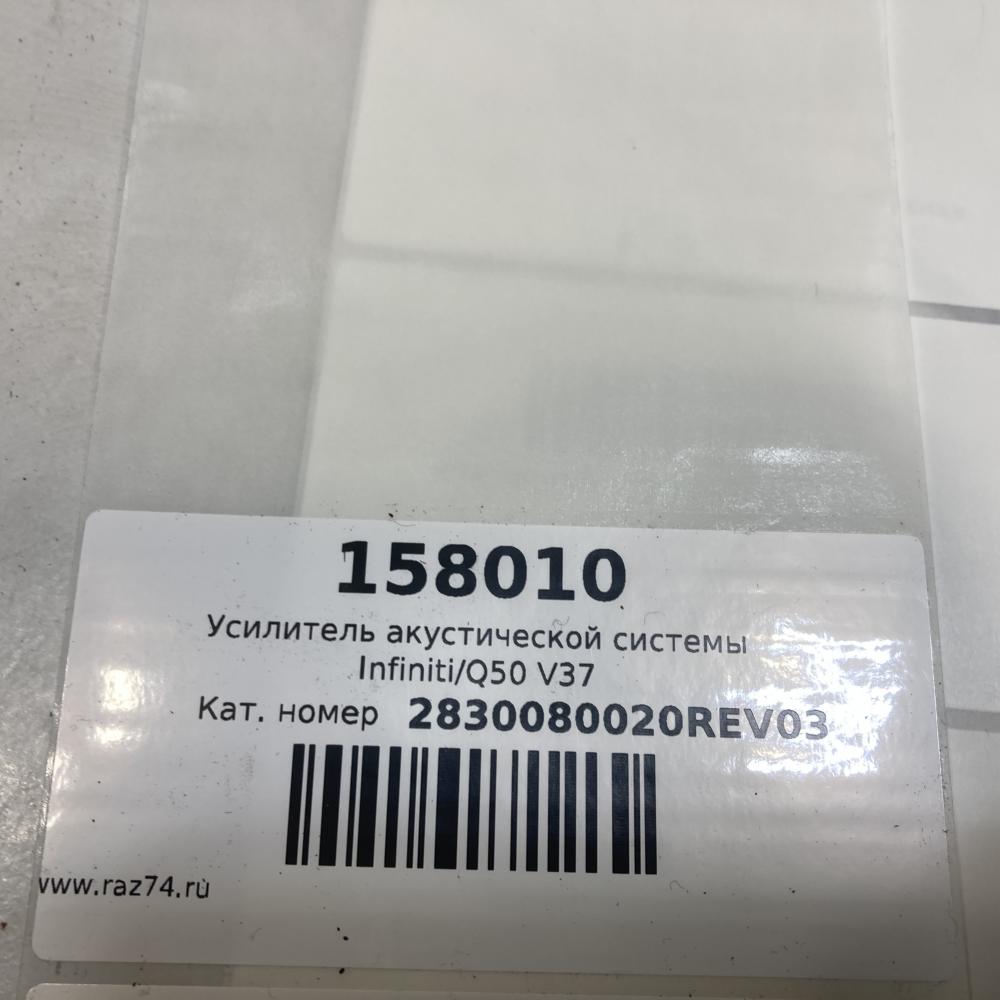 158010
Усилитель акустической системы
Infiniti/Q50 V37
Кат. номер 2830080020REV03
www.raz74.ru